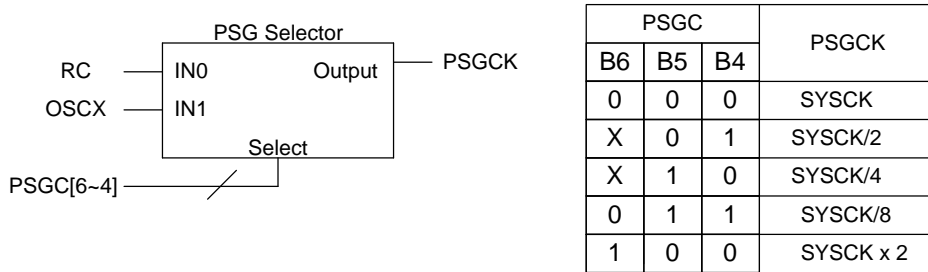 PSG Selector
RC
IN0
Output
PSGCK
OSCX
IN1
Select
PSGC[6~4]
PSGC
PSGCK
B6 B5 B4
0 0 0 SYSCK
X 0 1 SYSCK/2
X 1 0 SYSCK/4
0 1 1 SYSCK/8
1 0 0 SYSCK x 2